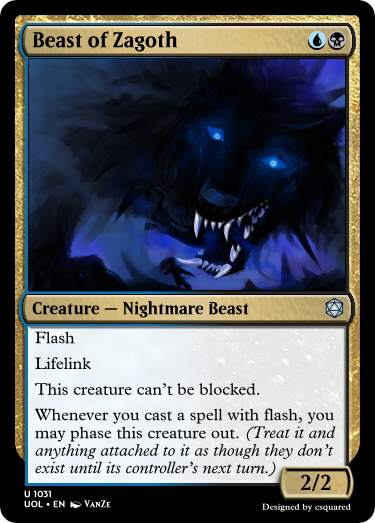 Beast of Zagoth
Creature — Nightmare Beast
Flash
Lifelink
This creature can't be blocked.
Whenever you cast a spell with flash, you
may phase this creature out. (Treat it and
anything attached to it as though they don't
exist until its controller's next turn.)
2/2
U 1031
UOL • EN VanZe
Designed by csquared